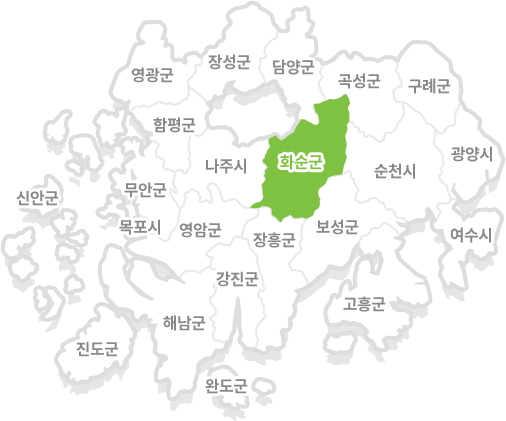 장성군
담양군
영광군
곡성군
구례군
함평군
광양시
화순군
나주시
순천시
무안군
신안군
목포시
영암군
보성군
여수시
장흥군
강진군
고흥군
해남군
진도군
완도군